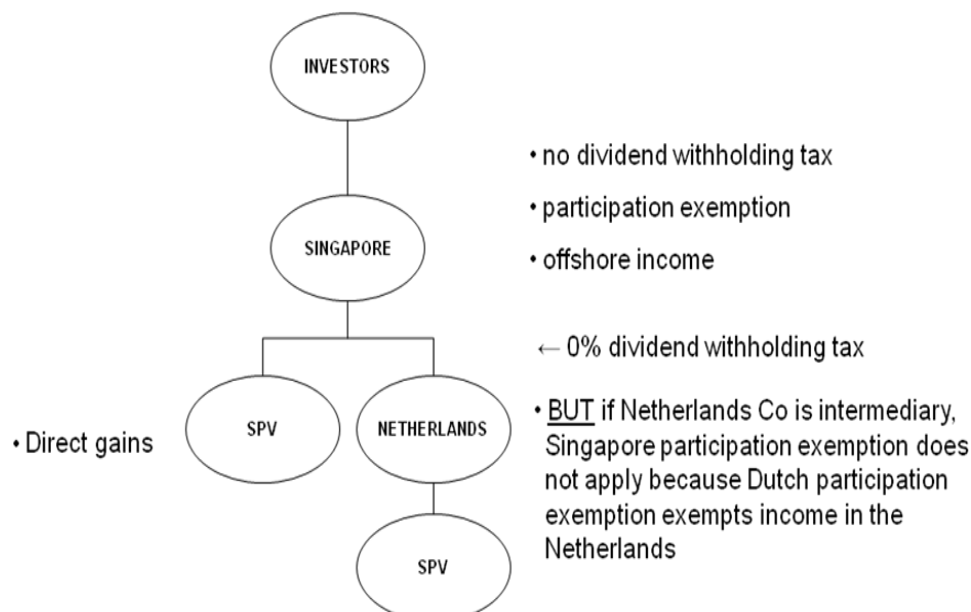 INVESTORS
• no dividend withholding tax
• participation exemption
SINGAPORE
• offshore income
← 0% dividend withholding tax
• Direct gains
SPV
NETHERLANDS
• BUT if Netherlands Co is intermediary,
Singapore participation exemption does
not apply because Dutch participation
exemption exempts income in the
Netherlands
SPV